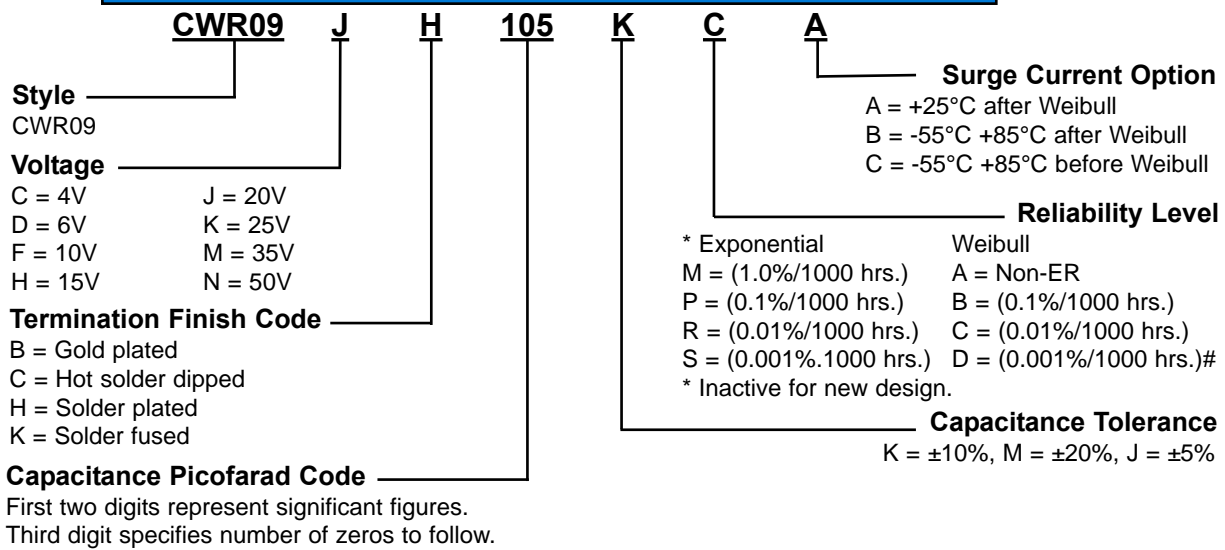 CWR09 J H 105 K C A
Style
CWR09
Voltage
C = 4V J = 20V
D = 6V K = 25V
F = 10V M = 35V
H = 15V N = 50V
Termination Finish Code
B = Gold plated
C = Hot solder dipped
H = Solder plated
K = Solder fused
Capacitance Picofarad Code
First two digits represent significant figures.
Third digit specifies number of zeros to follow.
Surge Current Option
A = +25°C after Weibull
B = -55°C +85°C after Weibull
C = -55°C +85°C before Weibull
Reliability Level
* Exponential Weibull
M = (1.0%/1000 hrs.) A = Non-ER
P = (0.1%/1000 hrs.) B = (0.1%/1000 hrs.)
R = (0.01%/1000 hrs.) C = (0.01%/1000 hrs.)
S = (0.001%.1000 hrs.) D = (0.001%/1000 hrs.)#
* Inactive for new design.
Capacitance Tolerance
K = ±10%, M = ±20%, J = ±5%